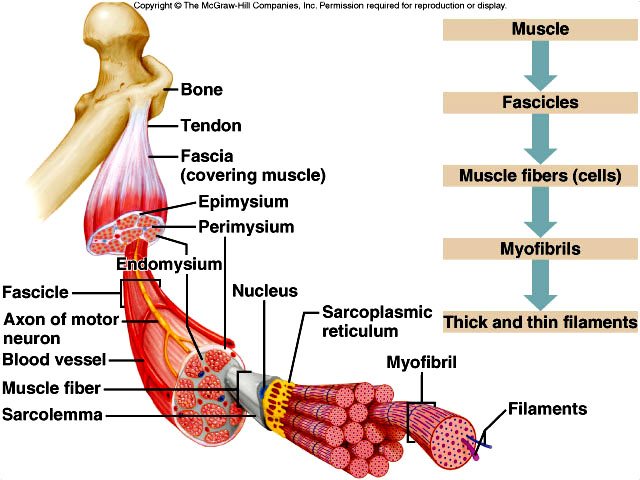 Copyright © The McGraw-Hill Companies, Inc. Permission required for reproduction or display.
Bone
Tendon
Fascia
(covering muscle)
Epimysium
Perimysium
Endomysium
Fascicle
Axon of motor
neuron
Blood vessel
Muscle fiber
Sarcolemma
Nucleus
Sarcoplasmic
reticulum
Myofibril
Filaments
Muscle
Fascicles
Muscle fibers (cells)
Myofibrils
Thick and thin filaments